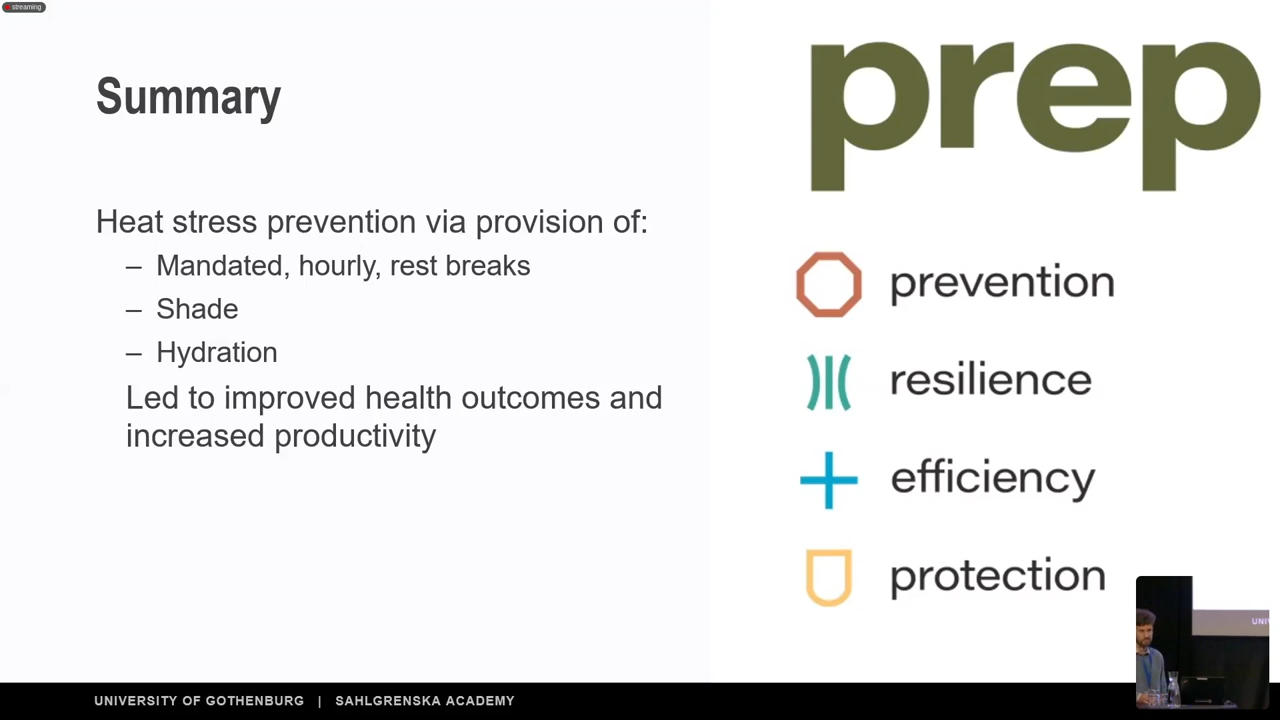 streaming
Summary
Heat stress prevention via provision of:
– Mandated, hourly, rest breaks
– Shade
– Hydration
Led to improved health outcomes and
increased productivity
prep
prevention
resilience
efficiency
protection
UNIVERSITY OF GOTHENBURG | SAHLGRENSKA ACADEMY
UNI